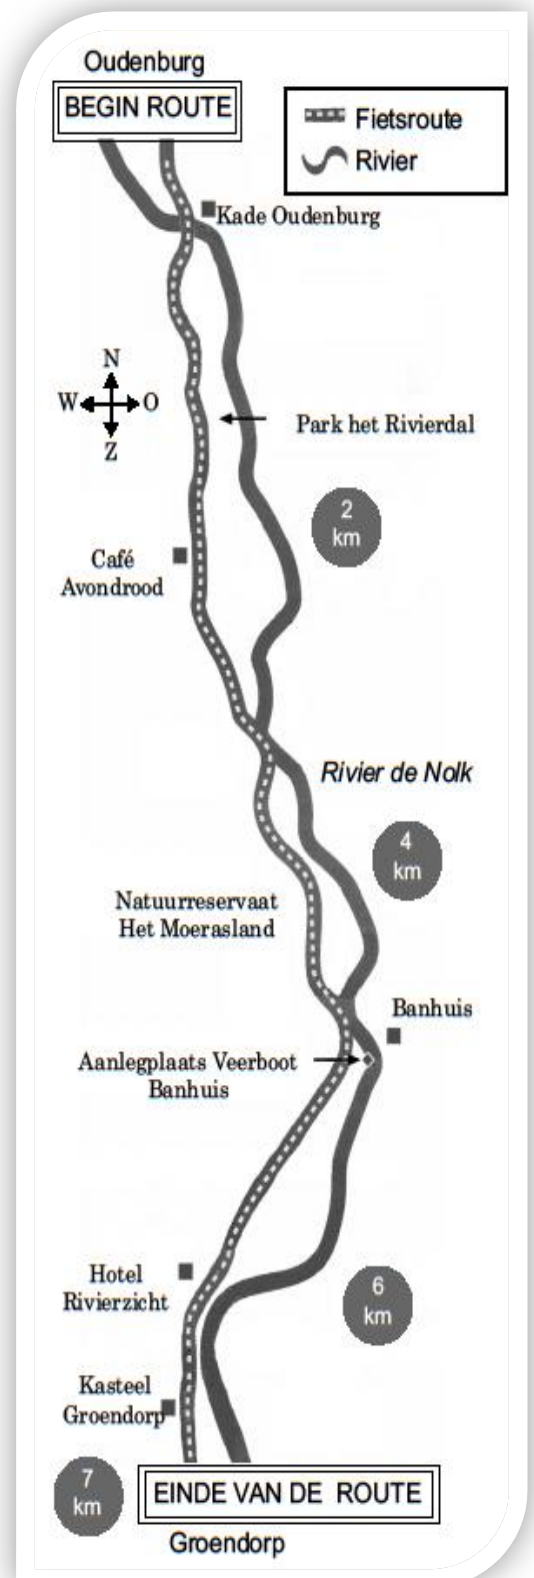 Oudenburg
BEGIN ROUTE
Fietsroute
Rivier
Kade Oudenburg
N
W O
Z
Park het Rivierdal
2
km
Café
Avondrood
Rivier de Nolk
4
km
Natuurreservaat
Het Moerasland
Banhuis
Aanlegplaats Veerboot
Banhuis
Hotel
Rivierzicht
6
km
Kasteel
Groendorp
7
km
EINDE VAN DE ROUTE
Groendorp